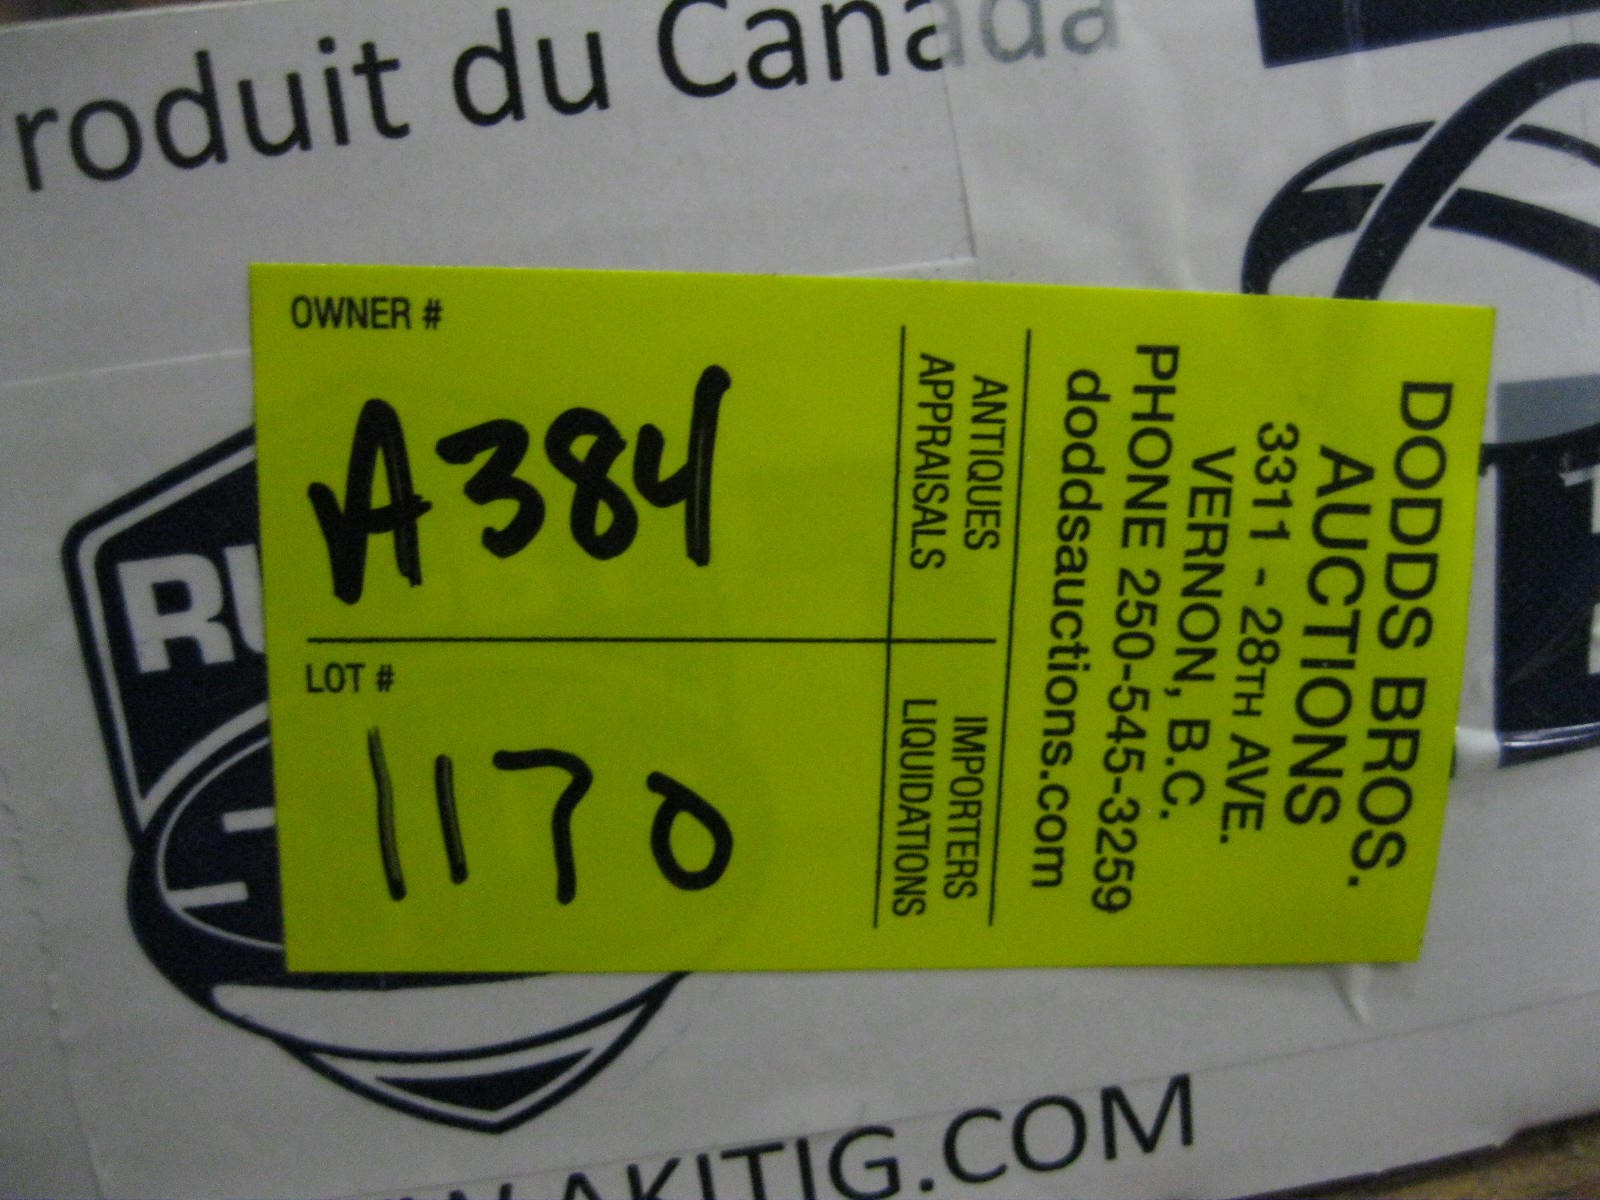 roduit du Canada
OWNER #
A384
LOT #
1170
ANTIQUES
APPRAISALS
IMPORTERS
LIQUIDATIONS
DODDS BROS.
AUCTIONS
3311 - 28TH AVE.
VERNON, B.C.
PHONE 250-545-3259
doddsauctions.com
RU
AKITIG.COM